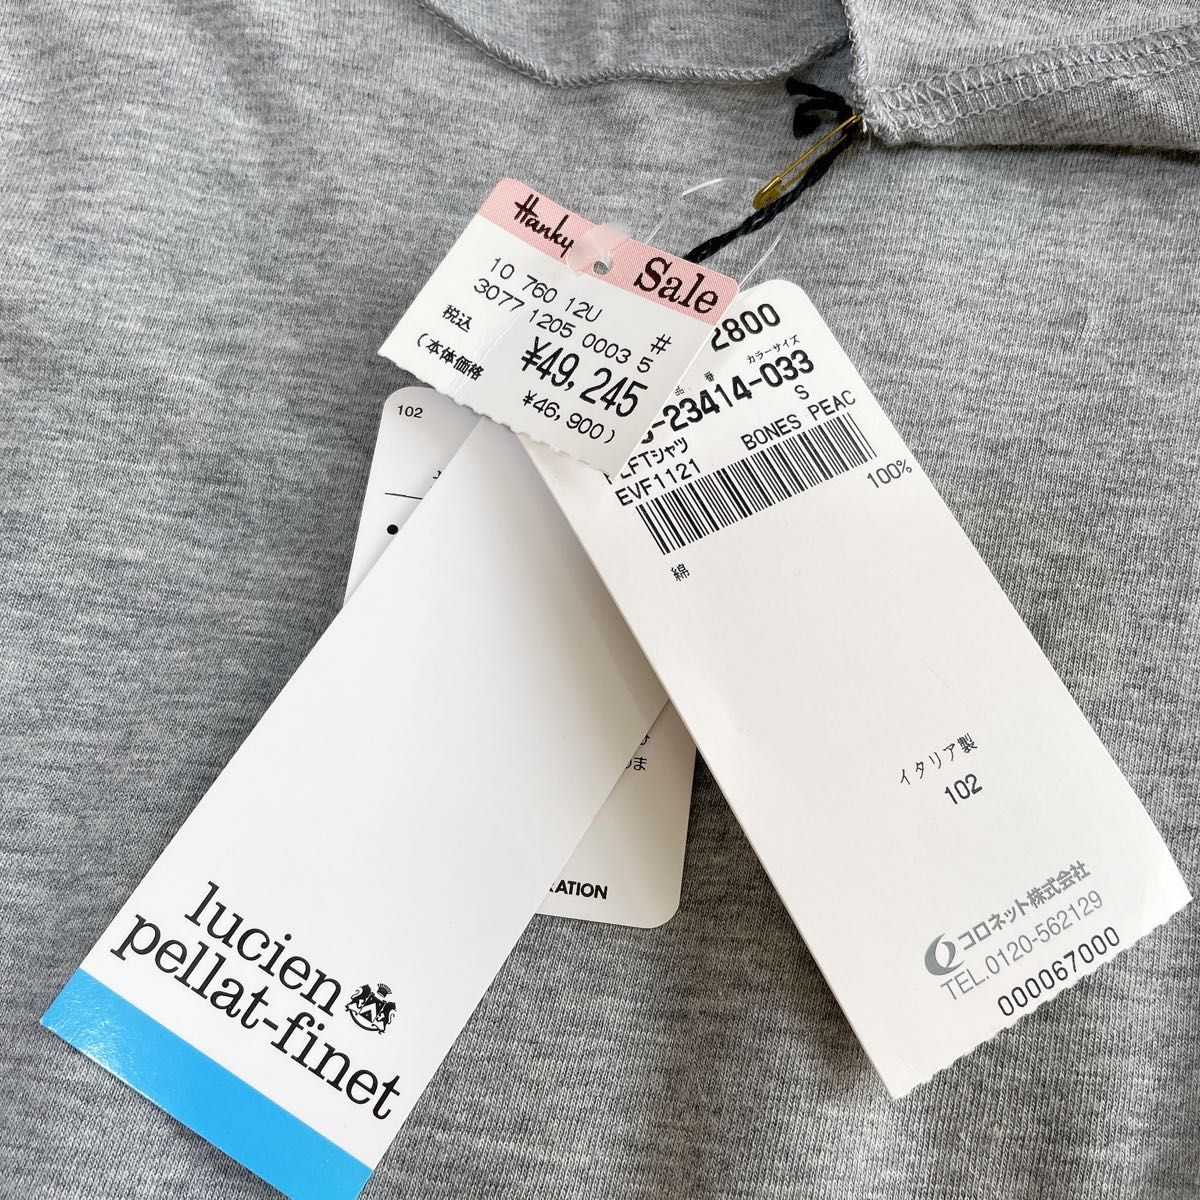 Hanky
Sale
10 760 12U
3077 1205 0003 5
税込
#
¥49,245
(本体価格
¥46,900)
2800
カラーサイズ
品番
-23414-033
S
LFTシャツ
EVF1121 BONES PEAC
綿
100%
イタリア製
102
コロネット株式会社
TEL.0120-562129
000067000
102
lucien
pellat-finet